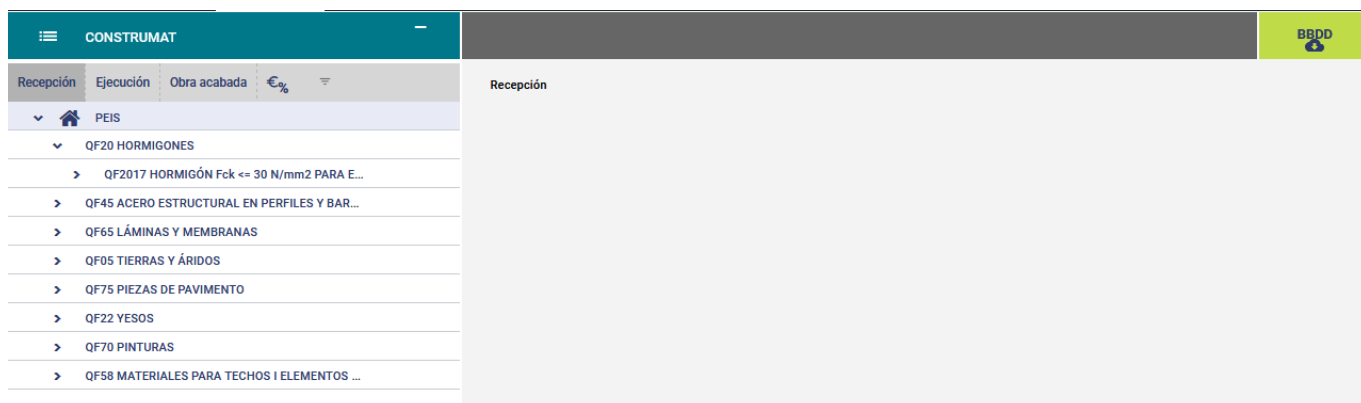 CONSTRUMAT
BBDD
Recepción Ejecución Obra acabada €%
Recepción
PEIS
QF20 HORMIGONES
QF2017 HORMIGÓN Fck <= 30 N/mm2 PARA E...
QF45 ACERO ESTRUCTURAL EN PERFILES Y BAR...
QF65 LÁMINAS Y MEMBRANAS
QF05 TIERRAS Y ÁRIDOS
QF75 PIEZAS DE PAVIMENTO
QF22 YESOS
QF70 PINTURAS
QF58 MATERIALES PARA TECHOS I ELEMENTOS ...